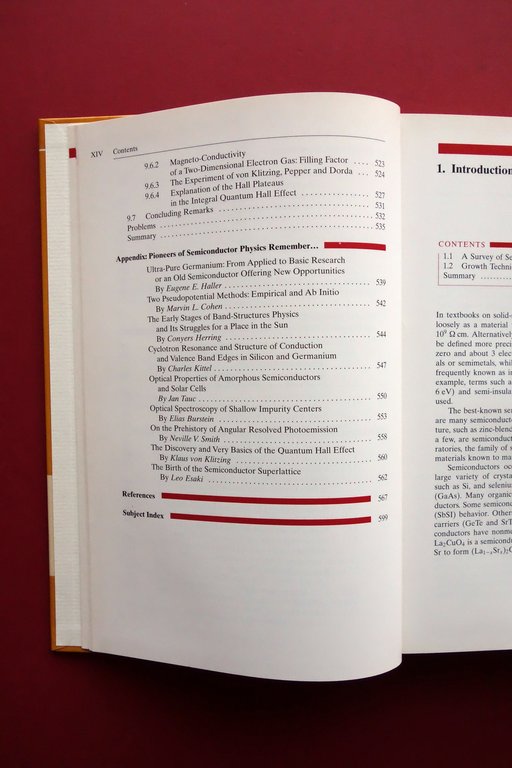 XIV Contents
9.6.2 Magneto-Conductivity
of a Two-Dimensional Electron Gas: Filling Factor .... 523
9.6.3 The Experiment of von Klitzing, Pepper and Dorda ... 524
9.6.4 Explanation of the Hall Plateaus
in the Integral Quantum Hall Effect .................. 527
9.7 Concluding Remarks .................................... 531
Problems .................................................. 532
Summary ................................................... 535
Appendix: Pioneers of Semiconductor Physics Remember...
Ultra-Pure Germanium: From Applied to Basic Research
or an Old Semiconductor Offering New Opportunities
By Eugene E. Haller ....................................... 539
Two Pseudopotential Methods: Empirical and Ab Initio
By Marvin L. Cohen ........................................ 542
The Early Stages of Band-Structures Physics
and Its Struggles for a Place in the Sun
By Conyers Herring ........................................ 544
Cyclotron Resonance and Structure of Conduction
and Valence Band Edges in Silicon and Germanium
By Charles Kittel ......................................... 547
Optical Properties of Amorphous Semiconductors
and Solar Cells
By Jan Tauc ............................................... 550
Optical Spectroscopy of Shallow Impurity Centers
By Elias Burstein ......................................... 553
On the Prehistory of Angular Resolved Photoemission
By Neville V. Smith ....................................... 558
The Discovery and Very Basics of the Quantum Hall Effect
By Klaus von Klitzing ..................................... 560
The Birth of the Semiconductor Superlattice
By Leo Esaki .............................................. 562
References 567
Subject Index 599
1. Introduction
CONTENTS
1.1 A Survey of Se
1.2 Growth Techni
Summary
In textbooks on solid-
loosely as a material
10⁹ Ω cm. Alternativel
be defined more preci
zero and about 3 elect
als or semimetals, whil
frequently known as in
example, terms such a
6 eV) and semi-insula
used.
The best-known se
are many semiconducto
ture, such as zinc-blend
a few, are semiconduct
ratories, the family of s
materials known to ma
Semiconductors occ
large variety of crysta
such as Si, and seleniu
(GaAs). Many organic
ductors. Some semicond
(SbSI) behavior. Other
carriers (GeTe and SrT
conductors have nonme
La₂CuO₄ is a semicondu
Sr to form (La₁₋ₓSrₓ)₂C